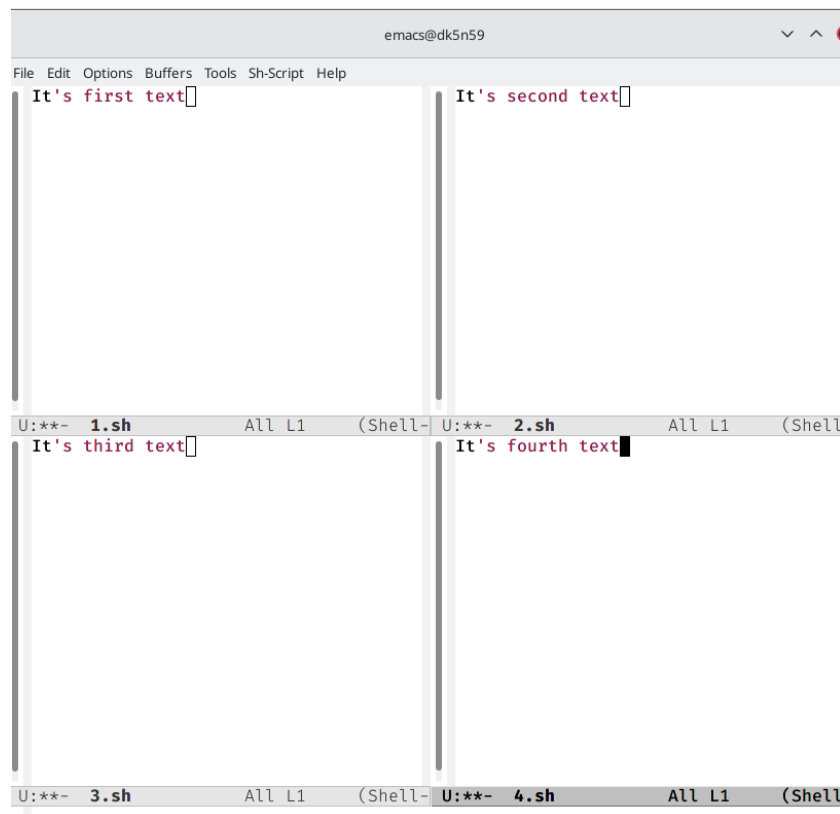 emacs@dk5n59
File Edit Options Buffers Tools Sh-Script Help
It's first text
It's second text
U:**- 1.sh All L1 (Shell-
U:**- 2.sh All L1 (Shell
It's third text
It's fourth text
U:**- 3.sh All L1 (Shell-
U:**- 4.sh All L1 (Shell